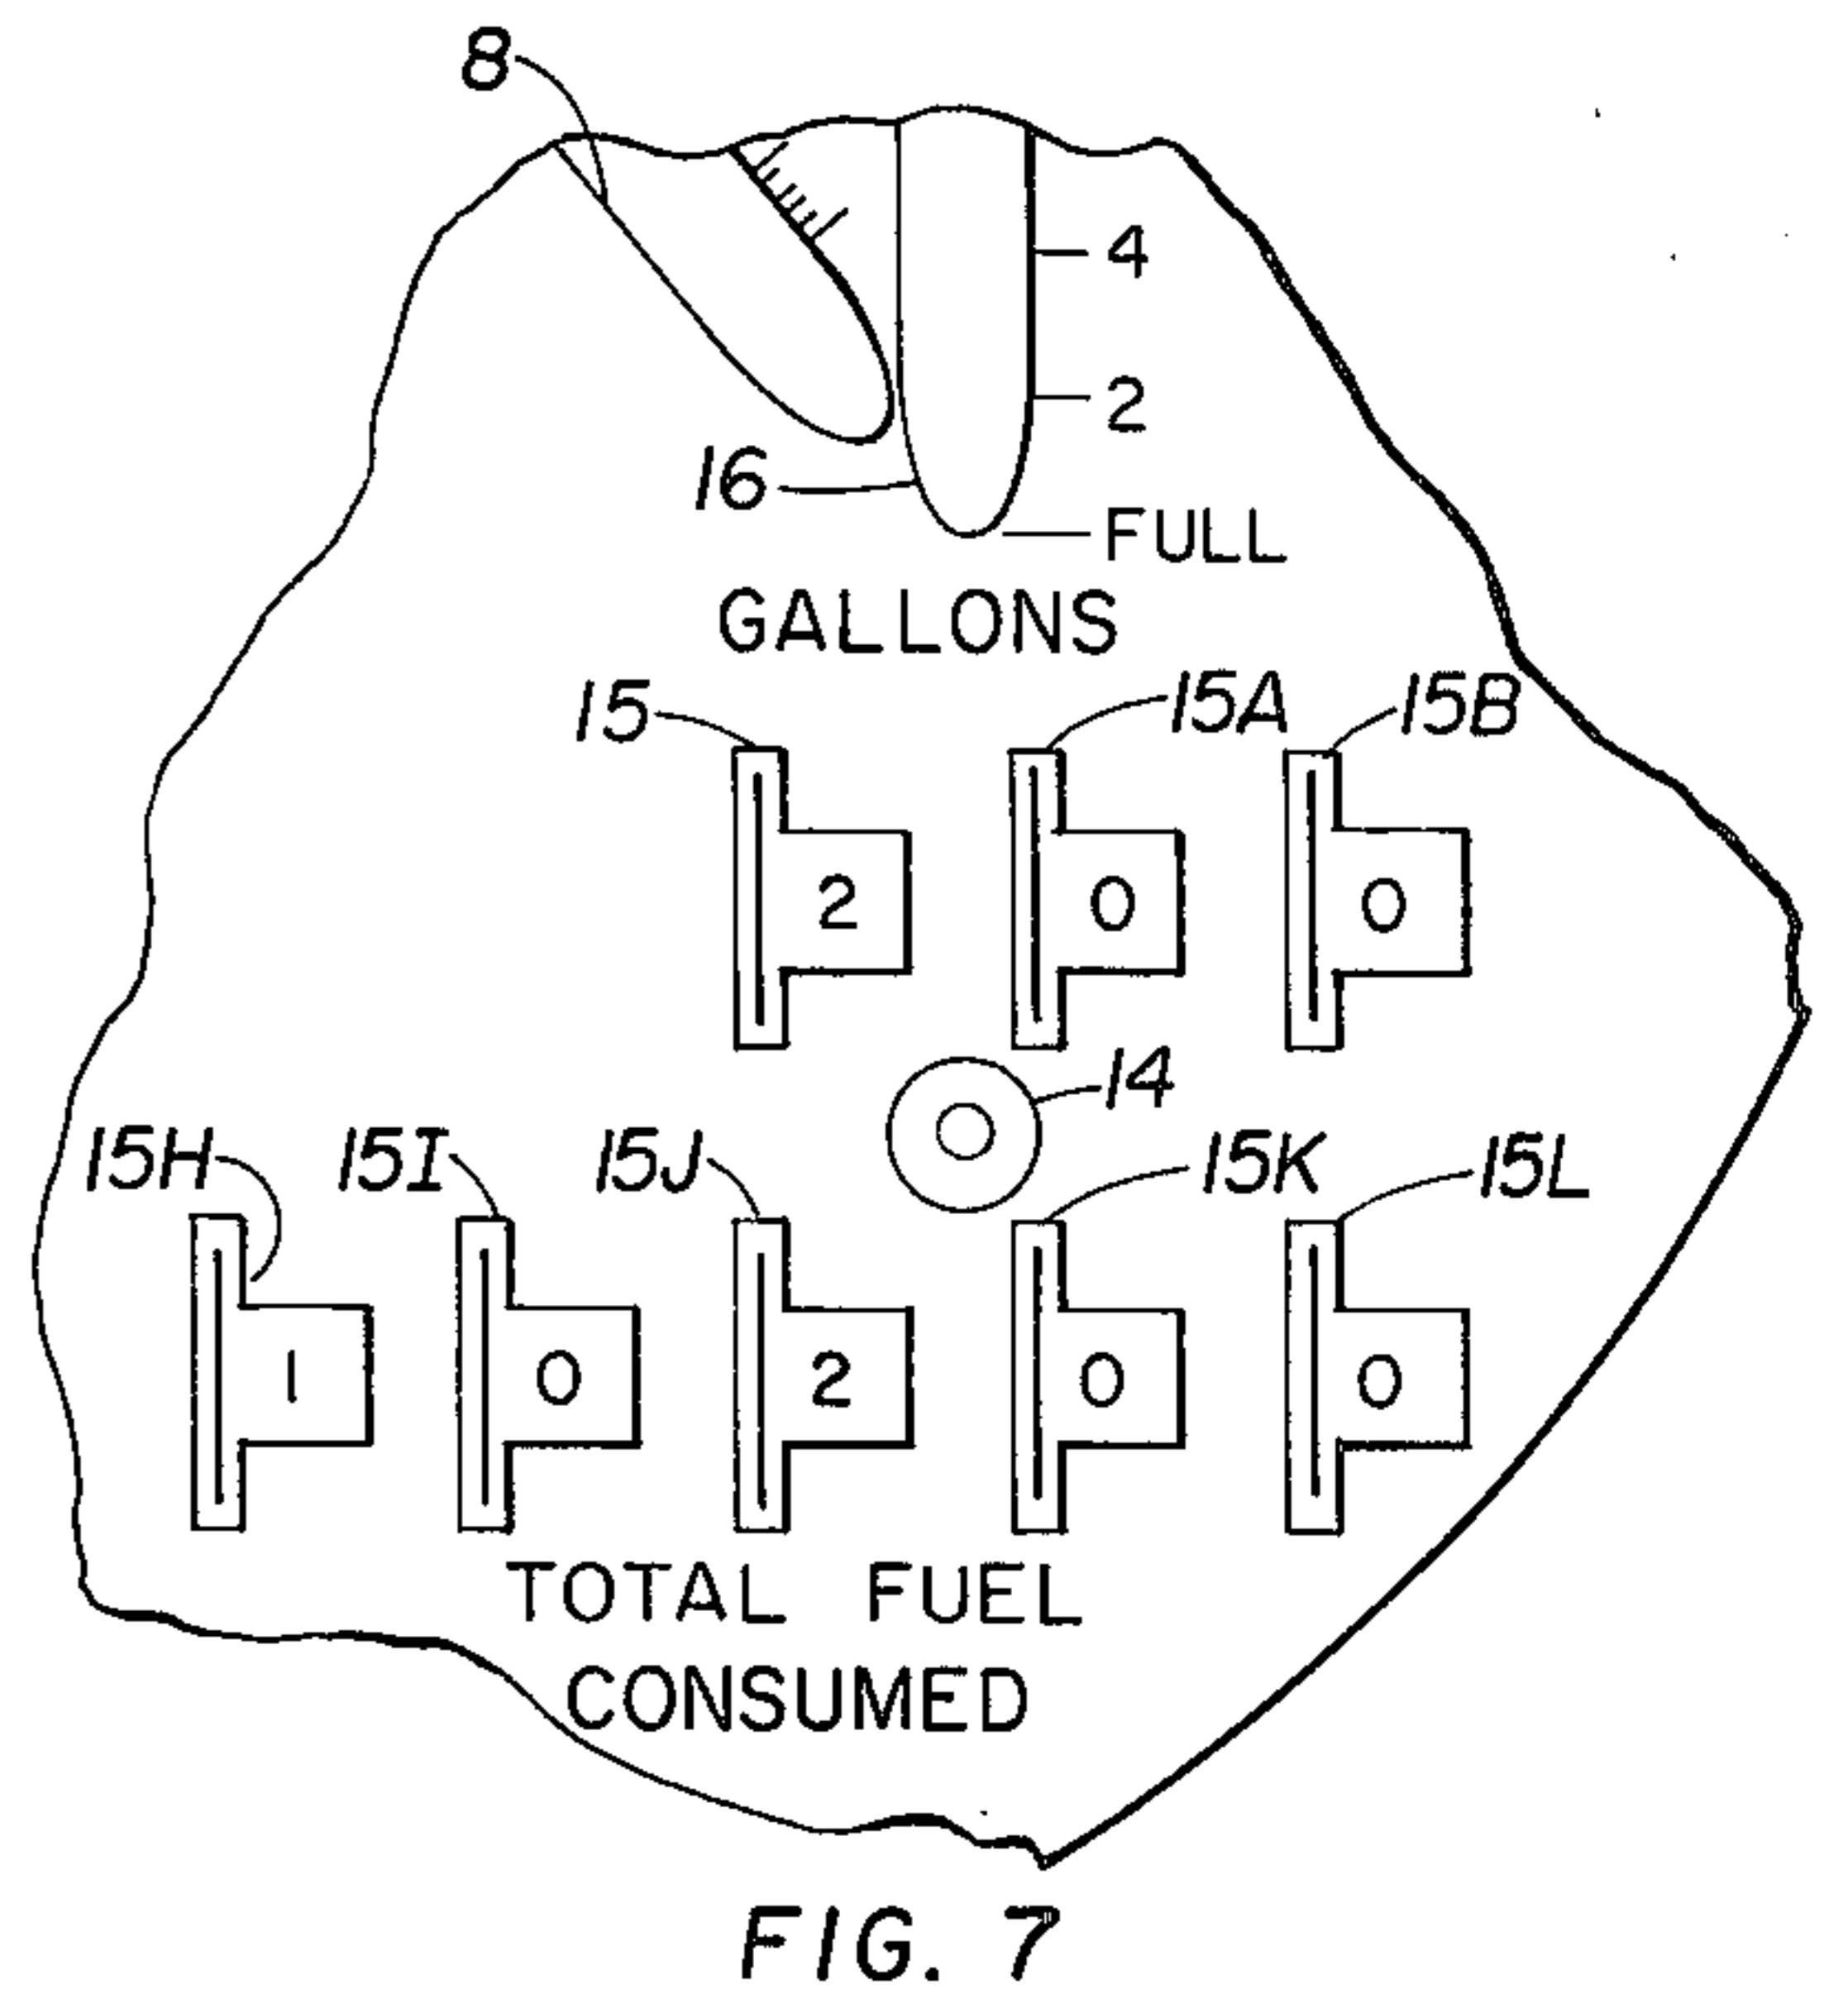 8
4
2
16
FULL
GALLONS
15 15A 15B
2 0 0
14
15H 15I 15J 15K 15L
1 0 2 0 0
TOTAL FUEL
CONSUMED
FIG. 7